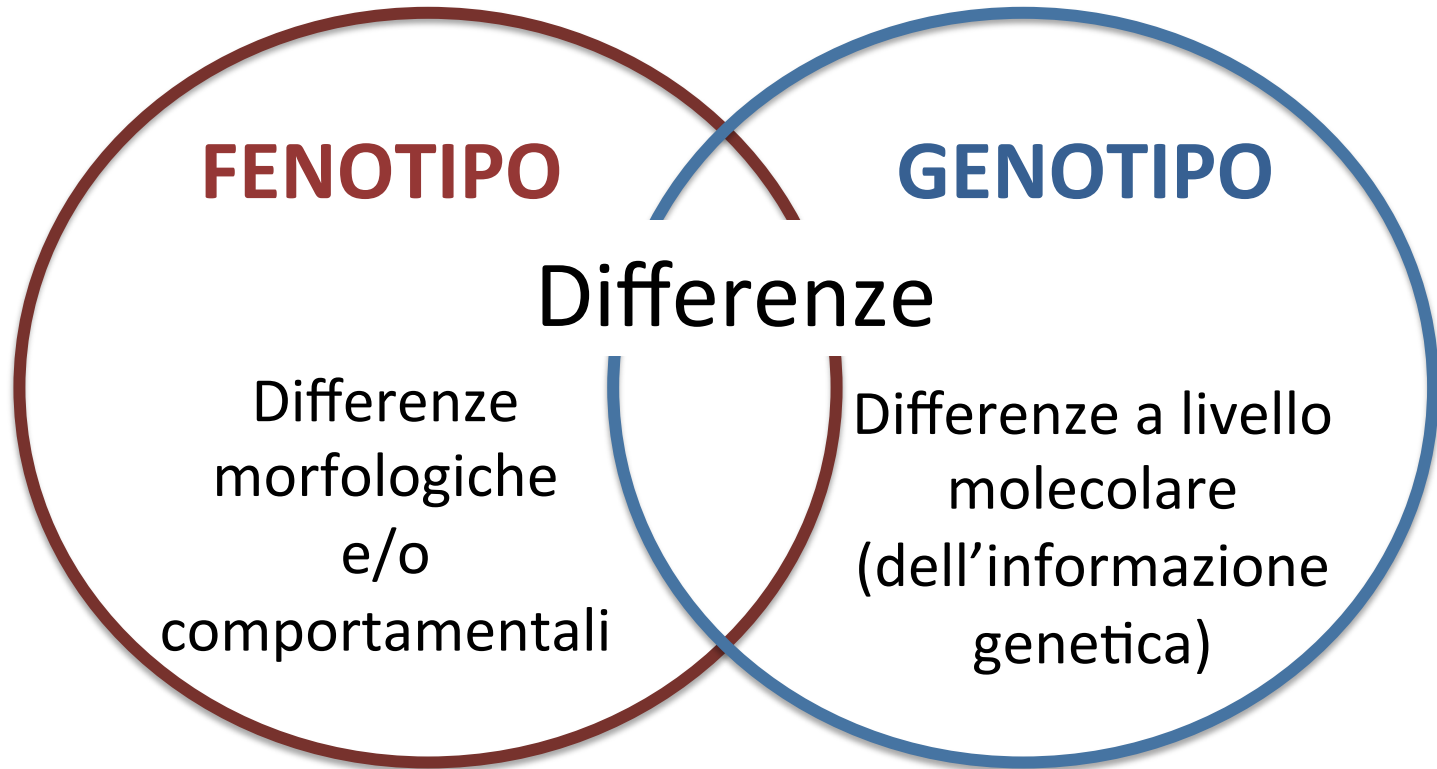 FENOTIPO
GENOTIPO
Differenze
Differenze
morfologiche
e/o
comportamentali
Differenze a livello
molecolare
(dell’informazione
genetica)